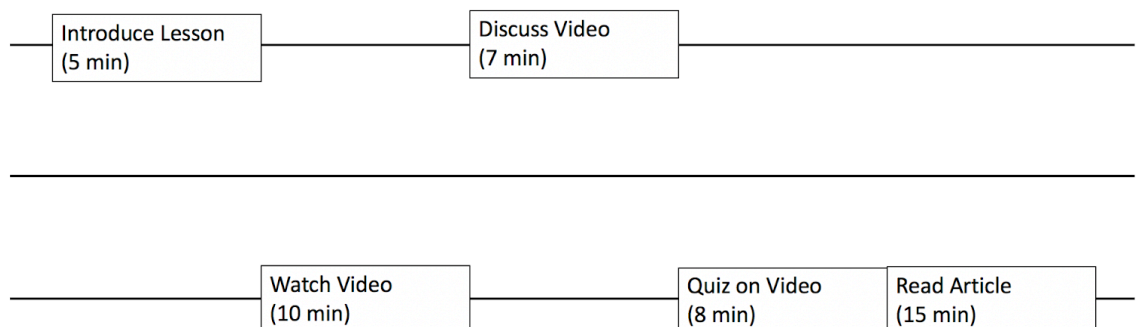 Introduce Lesson
(5 min)
Discuss Video
(7 min)
Watch Video
(10 min)
Quiz on Video
(8 min)
Read Article
(15 min)